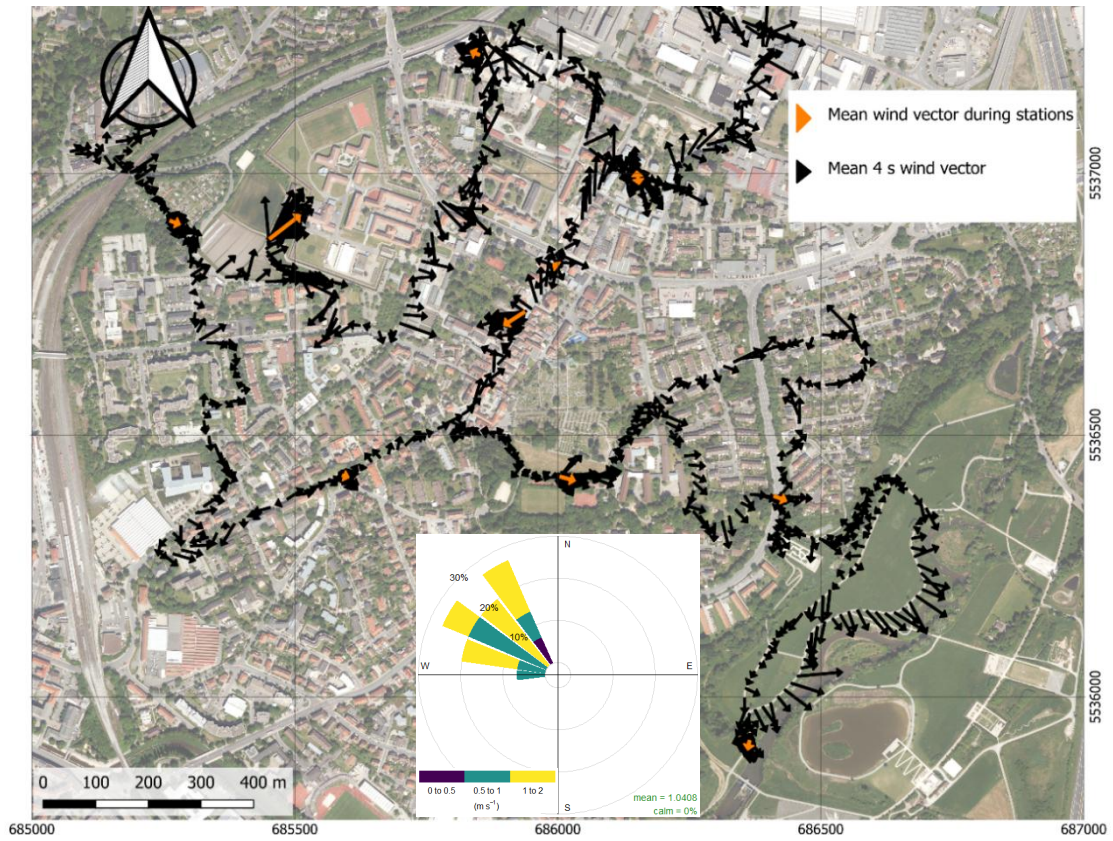 Mean wind vector during stations
Mean 4 s wind vector
5537000
5536500
5536000
N
30%
20%
10%
W
E
S
0 to 0.5
0.5 to 1
1 to 2
(m s⁻¹)
mean = 1.0408
calm = 0%
0
100
200
300
400 m
685000
685500
686000
686500
687000